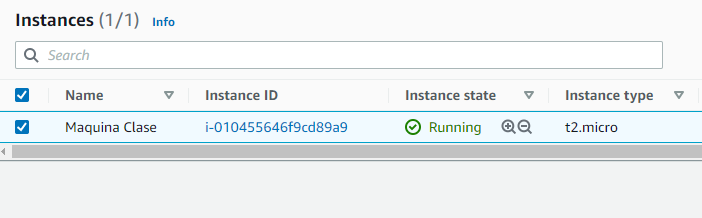 Instances (1/1) Info
Search
Name Instance ID Instance state Instance type
Maquina Clase i-010455646f9cd89a9 Running t2.micro